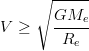 V ≥ √(GM_e / R_e)